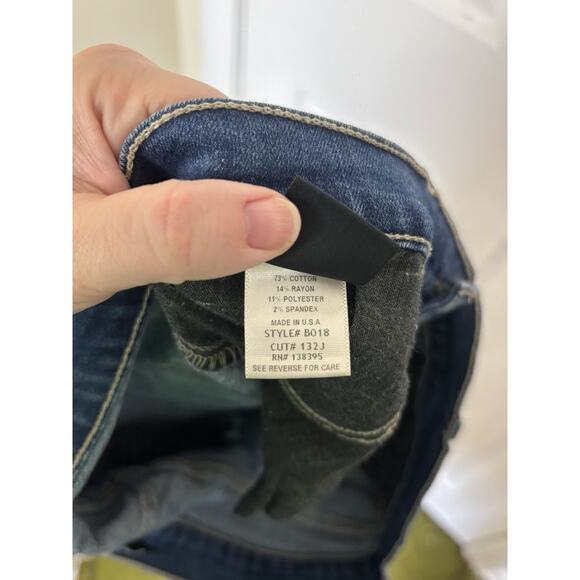 73% COTTON
14% RAYON
11% POLYESTER
2% SPANDEX
MADE IN U.S.A
STYLE# B018
CUT# 132J
RN# 138395
SEE REVERSE FOR CARE